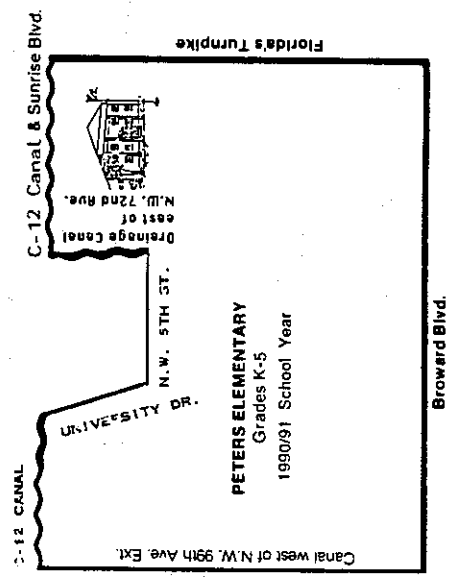 C-12 CANAL
C-12 Canal & Sunrise Blvd.
UNIVERSITY DR.
N.W. 5TH ST.
Drainage Canal
east of
N.W. 72nd Ave.
Florida's Turnpike
PETERS ELEMENTARY
Grades K-5
1990/91 School Year
Canal west of N.W. 99th Ave. Ext.
Broward Blvd.